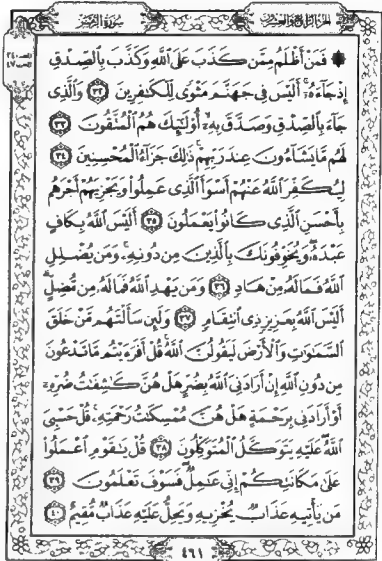 الجزء الرابع والعشرون سورة الزمر
۞ فَمَنْ أَظْلَمُ مِمَّن كَذَبَ عَلَى ٱللَّهِ وَكَذَّبَ بِٱلصِّدْقِ
إِذْ جَآءَهُۥٓ ۚ أَلَيْسَ فِى جَهَنَّمَ مَثْوًى لِّلْكَٰفِرِينَ ٣٢ وَٱلَّذِى
جَآءَ بِٱلصِّدْقِ وَصَدَّقَ بِهِۦٓ ۙ أُو۟لَٰٓئِكَ هُمُ ٱلْمُتَّقُونَ ٣٣
لَهُم مَّا يَشَآءُونَ عِندَ رَبِّهِمْ ۚ ذَٰلِكَ جَزَآءُ ٱلْمُحْسِنِينَ ٣٤
لِيُكَفِّرَ ٱللَّهُ عَنْهُمْ أَسْوَأَ ٱلَّذِى عَمِلُوا۟ وَيَجْزِيَهُمْ أَجْرَهُم
بِأَحْسَنِ ٱلَّذِى كَانُوا۟ يَعْمَلُونَ ٣٥ أَلَيْسَ ٱللَّهُ بِكَافٍ
عَبْدَهُۥ ۖ وَيُخَوِّفُونَكَ بِٱلَّذِينَ مِن دُونِهِۦ ۚ وَمَن يُضْلِلِ
ٱللَّهُ فَمَا لَهُۥ مِنْ هَادٍ ٣٦ وَمَن يَهْدِ ٱللَّهُ فَمَا لَهُۥ مِن مُّضِلٍّ ۗ
أَلَيْسَ ٱللَّهُ بِعَزِيزٍ ذِى ٱنتِقَامٍ ٣٧ وَلَئِن سَأَلْتَهُم مَّنْ خَلَقَ
ٱلسَّمَٰوَٰتِ وَٱلْأَرْضَ لَيَقُولُنَّ ٱللَّهُ ۚ قُلْ أَفَرَءَيْتُم مَّا تَدْعُونَ
مِن دُونِ ٱللَّهِ إِنْ أَرَادَنِىَ ٱللَّهُ بِضُرٍّ هَلْ هُنَّ كَٰشِفَٰتُ ضُرِّهِۦٓ
أَوْ أَرَادَنِى بِرَحْمَةٍ هَلْ هُنَّ مُمْسِكَٰتُ رَحْمَتِهِۦ ۚ قُلْ حَسْبِىَ
ٱللَّهُ ۖ عَلَيْهِ يَتَوَكَّلُ ٱلْمُتَوَكِّلُونَ ٣٨ قُلْ يَٰقَوْمِ ٱعْمَلُوا۟
عَلَىٰ مَكَانَتِكُمْ إِنِّى عَٰمِلٌ ۖ فَسَوْفَ تَعْلَمُونَ ٣٩
مَن يَأْتِيهِ عَذَابٌ يُخْزِيهِ وَيَحِلُّ عَلَيْهِ عَذَابٌ مُّقِيمٌ ٤٠
٤٦١